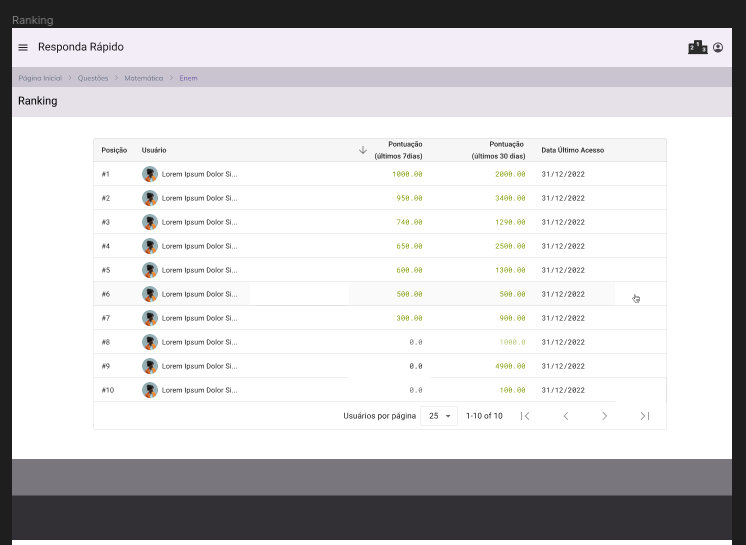 Ranking
Responda Rápido
2 1 3
Página Inicial > Questões > Matemática > Enem
Ranking
Posição Usuário Pontuação (últimos 7dias) Pontuação (últimos 30 dias) Data Último Acesso
#1 Lorem Ipsum Dolor Si... 1000.00 2000.00 31/12/2022
#2 Lorem Ipsum Dolor Si... 950.00 3400.00 31/12/2022
#3 Lorem Ipsum Dolor Si... 740.00 1290.00 31/12/2022
#4 Lorem Ipsum Dolor Si... 650.00 2500.00 31/12/2022
#5 Lorem Ipsum Dolor Si... 600.00 1300.00 31/12/2022
#6 Lorem Ipsum Dolor Si... 500.00 500.00 31/12/2022
#7 Lorem Ipsum Dolor Si... 300.00 900.00 31/12/2022
#8 Lorem Ipsum Dolor Si... 0.0 1000.0 31/12/2022
#9 Lorem Ipsum Dolor Si... 0.0 4900.00 31/12/2022
#10 Lorem Ipsum Dolor Si... 0.0 100.00 31/12/2022
Usuários por página 25 1-10 of 10